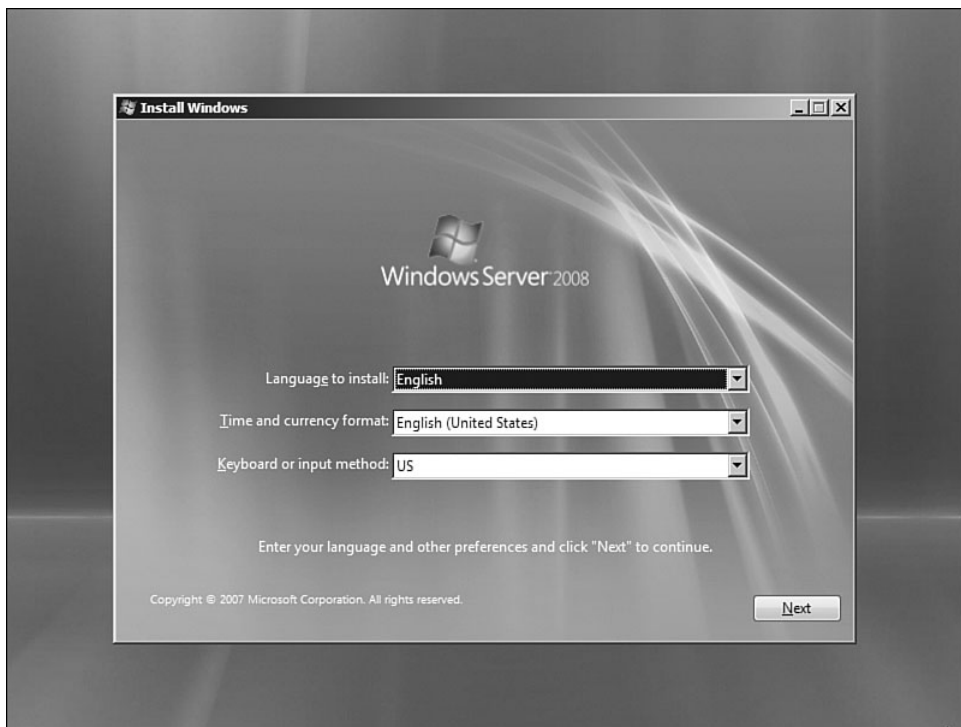 Install Windows
Windows Server 2008
Language to install: English
Time and currency format: English (United States)
Keyboard or input method: US
Enter your language and other preferences and click "Next" to continue.
Copyright © 2007 Microsoft Corporation. All rights reserved.
Next